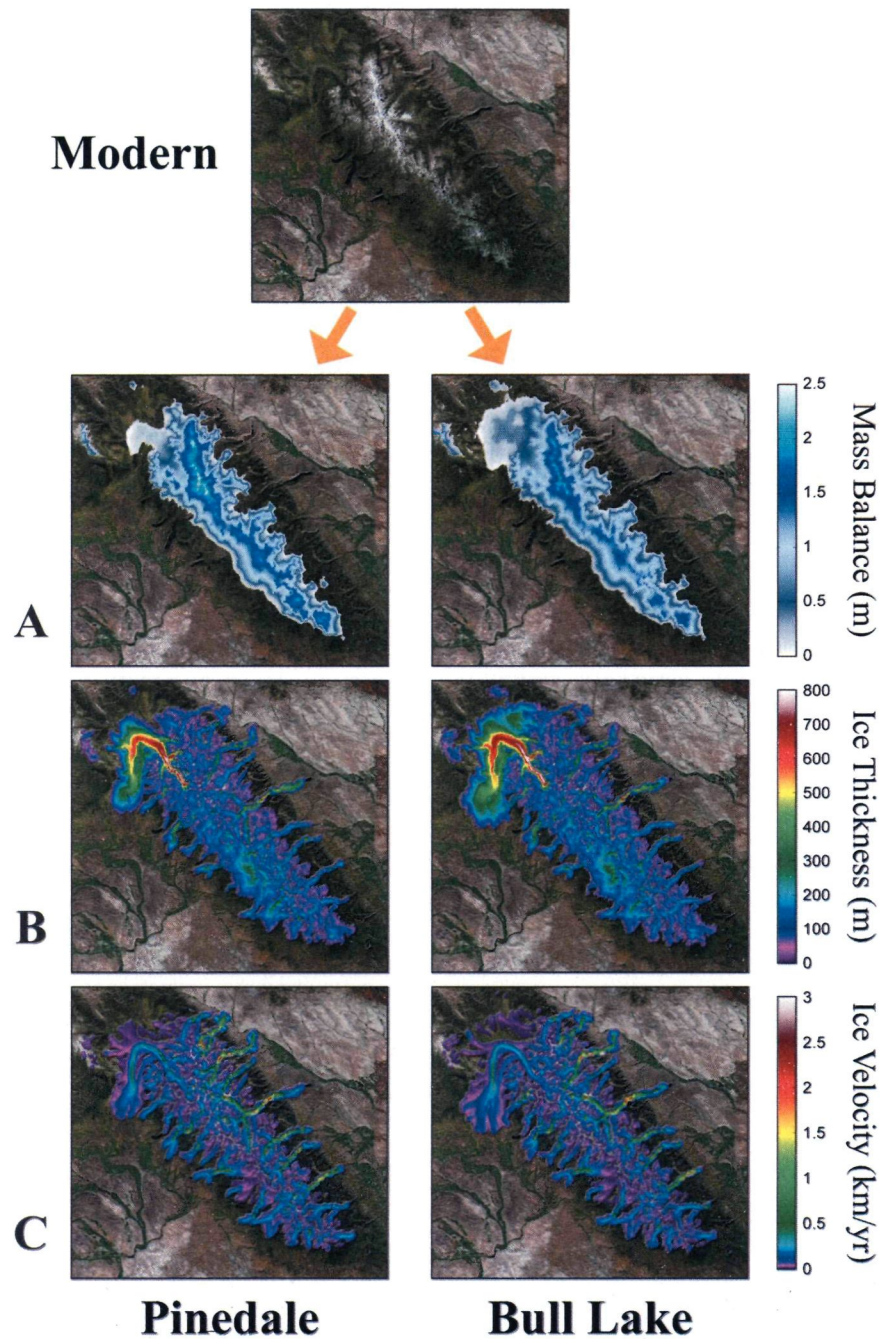 Modern
A
2.5
2
1.5
1
0.5
0
Mass Balance (m)
B
800
700
600
500
400
300
200
100
0
Ice Thickness (m)
C
3
2.5
2
1.5
1
0.5
0
Ice Velocity (km/yr)
Pinedale
Bull Lake